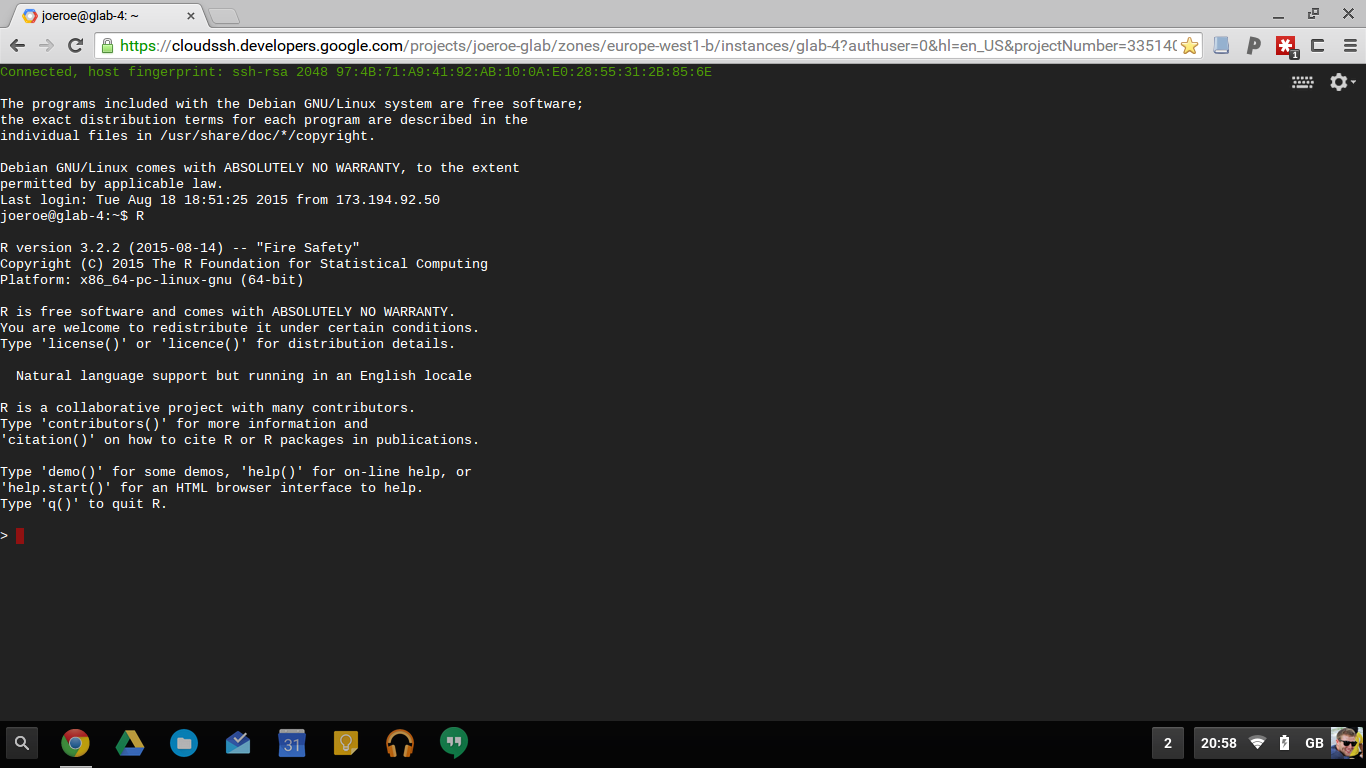 joeroe@glab-4: ~
https://cloudssh.developers.google.com/projects/joeroe-glab/zones/europe-west1-b/instances/glab-4?authuser=0&hl=en_US&projectNumber=335140
1
Connected, host fingerprint: ssh-rsa 2048 97:4B:71:A9:41:92:AB:10:0A:E0:28:55:31:2B:85:6E
The programs included with the Debian GNU/Linux system are free software;
the exact distribution terms for each program are described in the
individual files in /usr/share/doc/*/copyright.
Debian GNU/Linux comes with ABSOLUTELY NO WARRANTY, to the extent
permitted by applicable law.
Last login: Tue Aug 18 18:51:25 2015 from 173.194.92.50
joeroe@glab-4:~$ R
R version 3.2.2 (2015-08-14) -- "Fire Safety"
Copyright (C) 2015 The R Foundation for Statistical Computing
Platform: x86_64-pc-linux-gnu (64-bit)
R is free software and comes with ABSOLUTELY NO WARRANTY.
You are welcome to redistribute it under certain conditions.
Type 'license()' or 'licence()' for distribution details.
Natural language support but running in an English locale
R is a collaborative project with many contributors.
Type 'contributors()' for more information and
'citation()' on how to cite R or R packages in publications.
Type 'demo()' for some demos, 'help()' for on-line help, or
'help.start()' for an HTML browser interface to help.
Type 'q()' to quit R.
>
31
2
20:58 GB